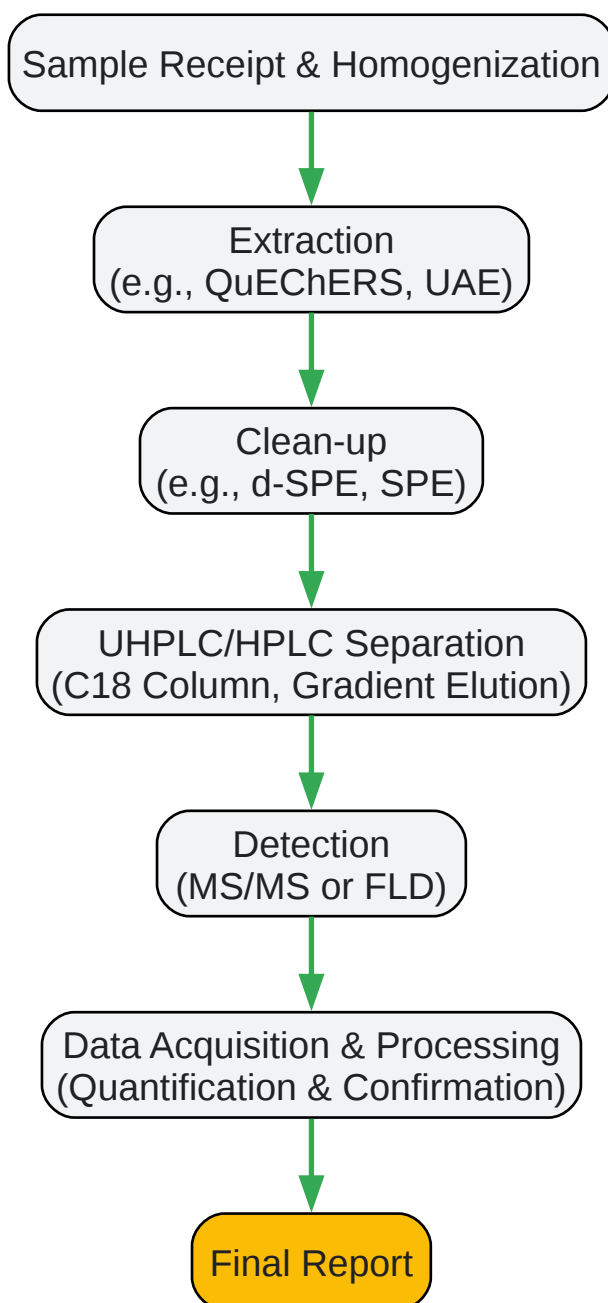 Sample Receipt & Homogenization
Extraction
(e.g., QuEChERS, UAE)
Clean-up
(e.g., d-SPE, SPE)
UHPLC/HPLC Separation
(C18 Column, Gradient Elution)
Detection
(MS/MS or FLD)
Data Acquisition & Processing
(Quantification & Confirmation)
Final Report